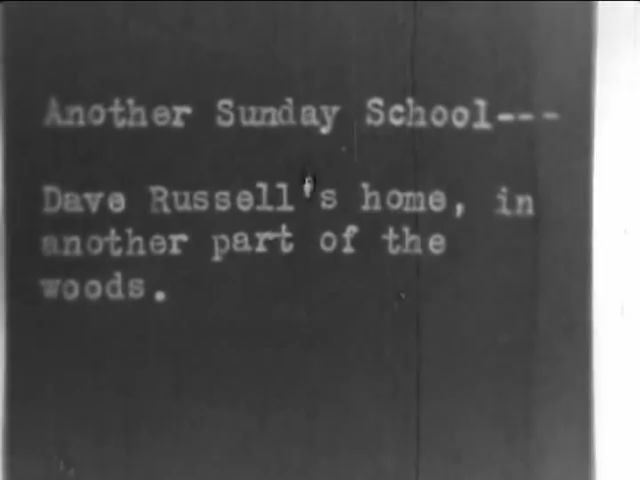 Another Sunday School---
Dave Russell's home, in
another part of the
woods.